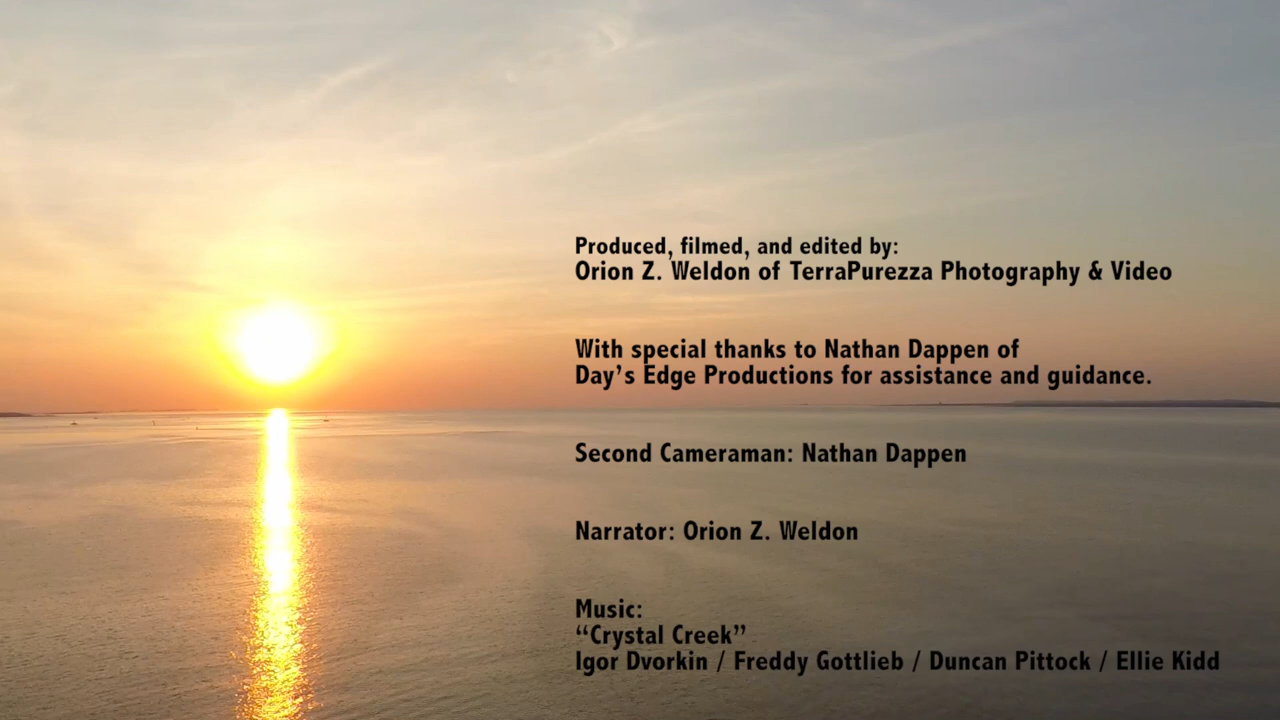 Produced, filmed, and edited by:
Orion Z. Weldon of TerraPurezza Photography & Video
With special thanks to Nathan Dappen of
Day’s Edge Productions for assistance and guidance.
Second Cameraman: Nathan Dappen
Narrator: Orion Z. Weldon
Music:
“Crystal Creek”
Igor Dvorkin / Freddy Gottlieb / Duncan Pittock / Ellie Kidd